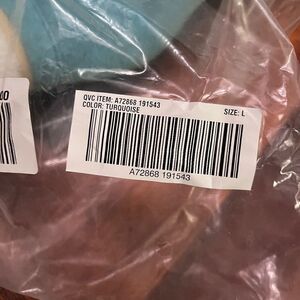 QVC ITEM: A72868 191543
COLOR: TURQUOISE SIZE: L
A72868 191543